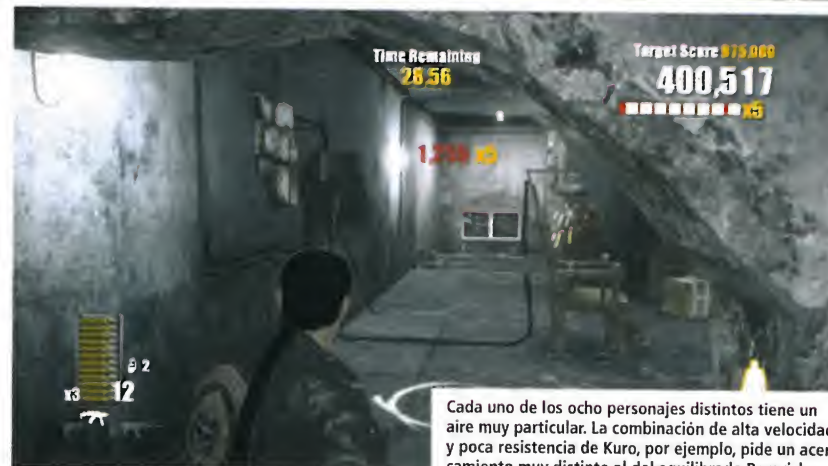 Time Remaining
28.56
Target Score 875,000
400,517
x5
x5
2
x3 12
Cada uno de los ocho personajes distintos tiene un
aire muy particular. La combinación de alta velocidad
y poca resistencia de Kuro, por ejemplo, pide un acer-